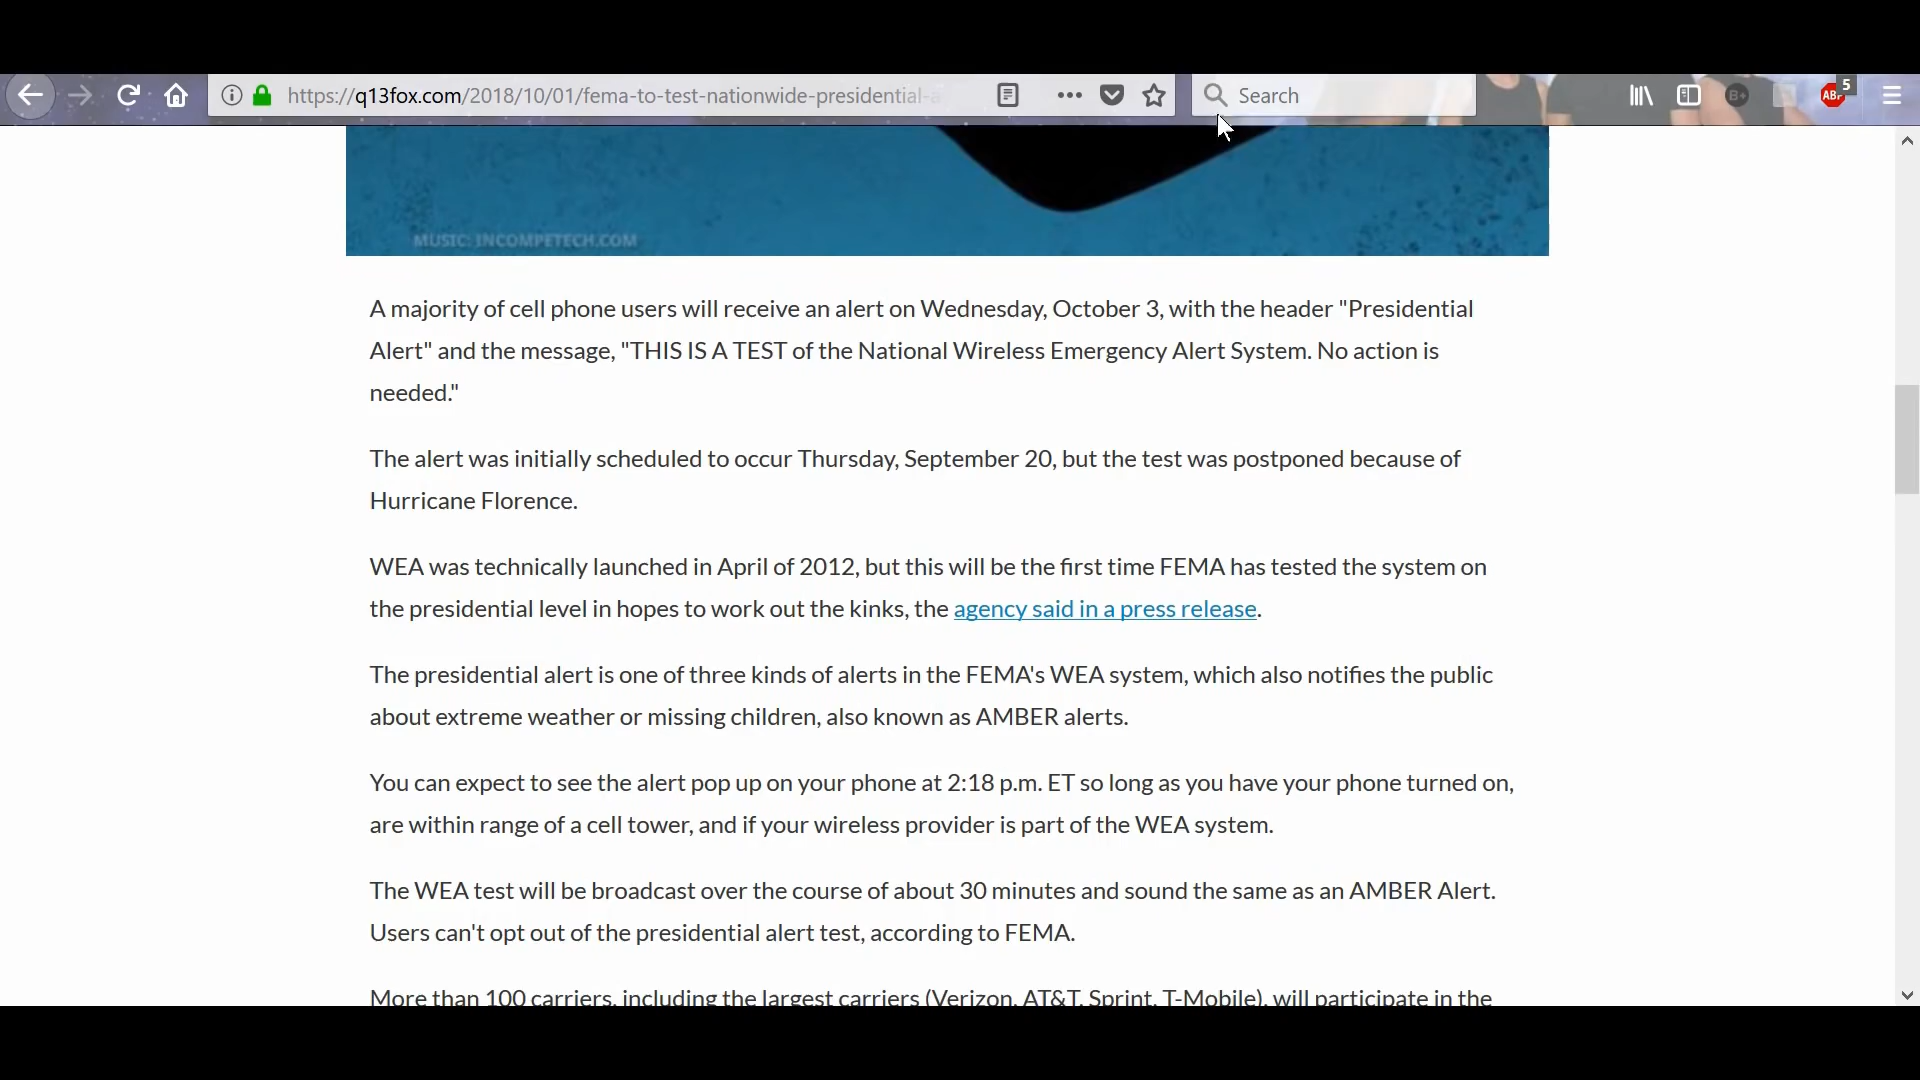 https://q13fox.com/2018/10/01/fema-to-test-nationwide-presidential-a
Search
ABP
5
MUSIC: INCOMPETECH.COM
A majority of cell phone users will receive an alert on Wednesday, October 3, with the header "Presidential
Alert" and the message, "THIS IS A TEST of the National Wireless Emergency Alert System. No action is
needed."
The alert was initially scheduled to occur Thursday, September 20, but the test was postponed because of
Hurricane Florence.
WEA was technically launched in April of 2012, but this will be the first time FEMA has tested the system on
the presidential level in hopes to work out the kinks, the agency said in a press release.
The presidential alert is one of three kinds of alerts in the FEMA's WEA system, which also notifies the public
about extreme weather or missing children, also known as AMBER alerts.
You can expect to see the alert pop up on your phone at 2:18 p.m. ET so long as you have your phone turned on,
are within range of a cell tower, and if your wireless provider is part of the WEA system.
The WEA test will be broadcast over the course of about 30 minutes and sound the same as an AMBER Alert.
Users can't opt out of the presidential alert test, according to FEMA.
More than 100 carriers, including the largest carriers (Verizon, AT&T, Sprint, T-Mobile), will participate in the